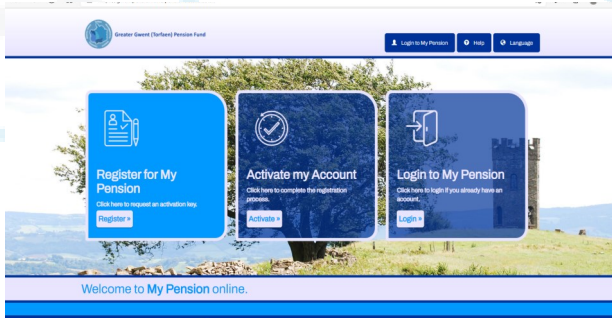 Greater Gwent (Torfaen) Pension Fund
Login to My Pension
Help
Language
Register for My
Pension
Click here to request an activation key.
Register »
Activate my Account
Click here to complete the registration
process.
Activate »
Login to My Pension
Click here to login if you already have an
account.
Login »
Welcome to My Pension online.